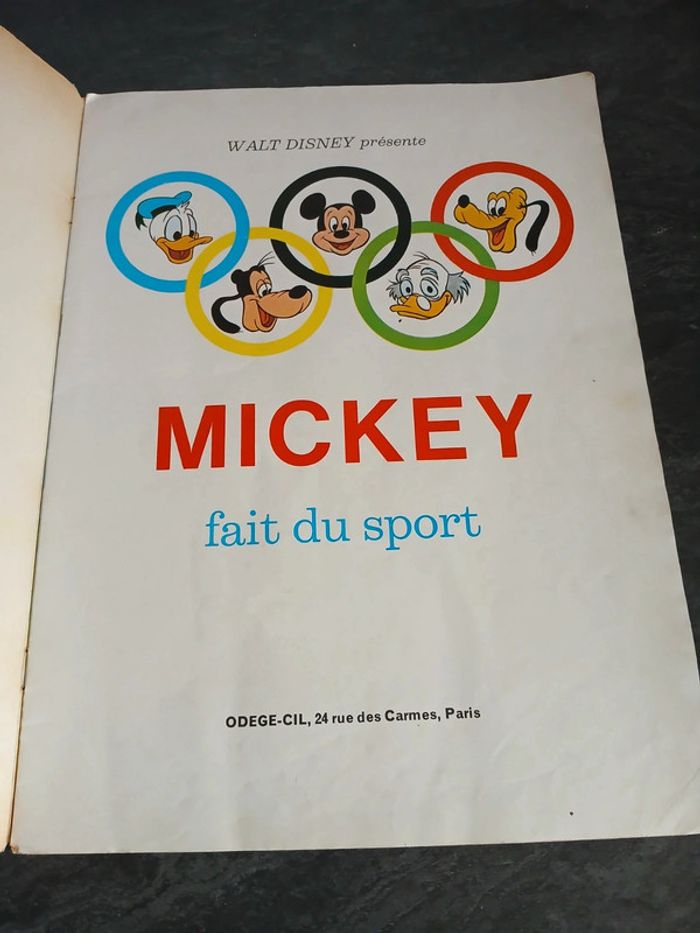 WALT DISNEY présente
MICKEY
fait du sport
ODEGE-CIL, 24 rue des Carmes, Paris